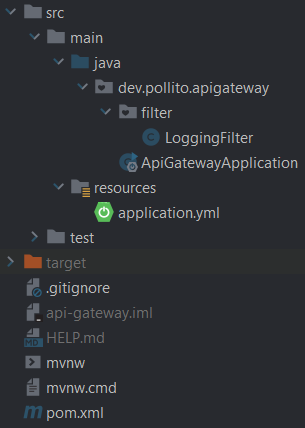 src
main
java
dev.pollito.apigateway
filter
LoggingFilter
ApiGatewayApplication
resources
application.yml
test
target
.gitignore
api-gateway.iml
HELP.md
mvnw
mvnw.cmd
pom.xml